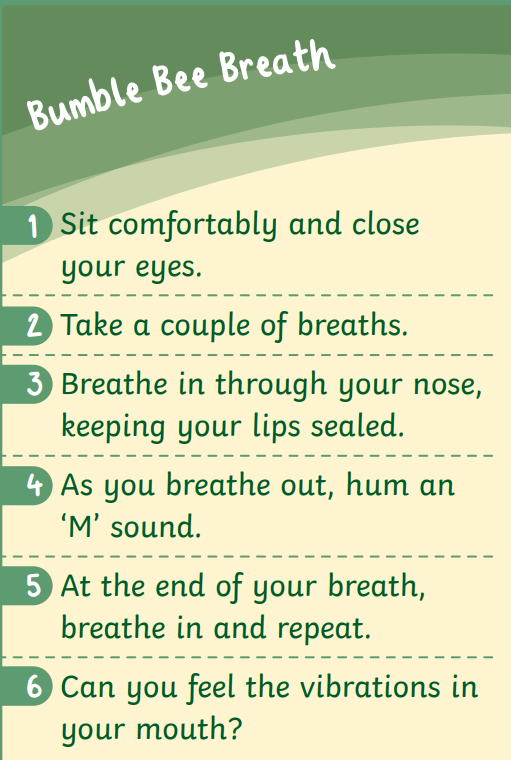 Bumble Bee Breath
1 Sit comfortably and close
your eyes.
2 Take a couple of breaths.
3 Breathe in through your nose,
keeping your lips sealed.
4 As you breathe out, hum an
‘M’ sound.
5 At the end of your breath,
breathe in and repeat.
6 Can you feel the vibrations in
your mouth?